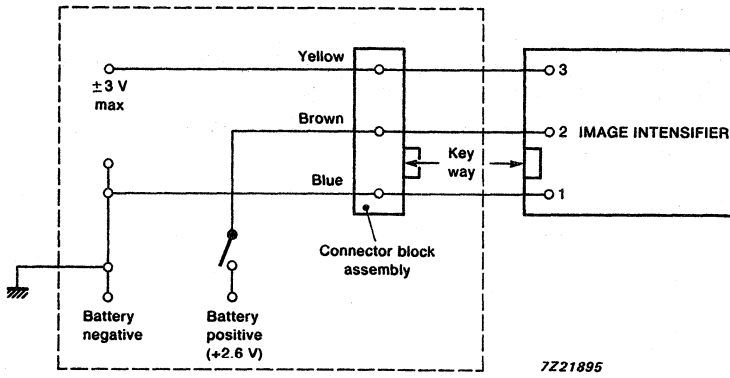 Yellow
± 3 V
max
3
Brown
2 IMAGE INTENSIFIER
Key
way
Blue
1
Connector block
assembly
Battery
negative
Battery
positive
(+2.6 V)
7Z21895